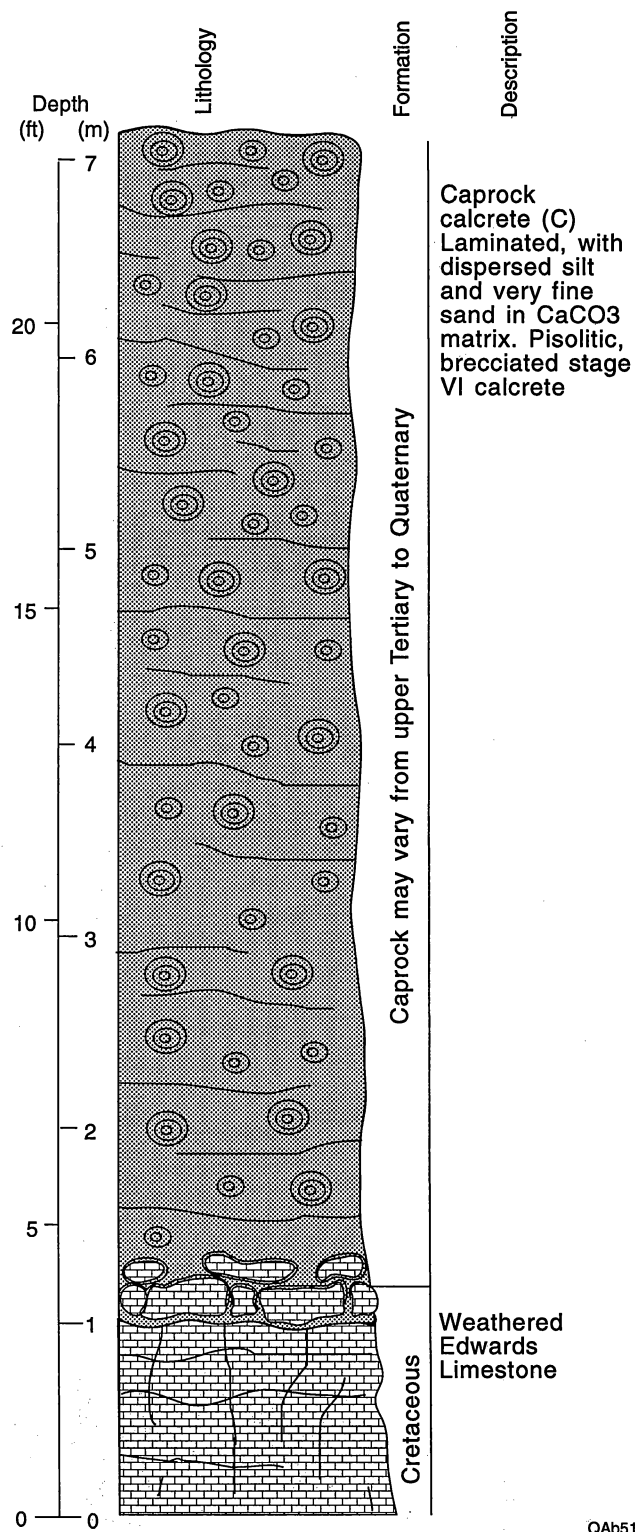 Lithology
Formation
Description
Depth
(ft) (m)
7
Caprock
calcrete (C)
Laminated, with
dispersed silt
and very fine
sand in CaCO3
matrix. Pisolitic,
brecciated stage
VI calcrete
20
6
5
15
4
10
3
2
5
1
0
0
Caprock may vary from upper Tertiary to Quaternary
Weathered
Edwards
Limestone
Cretaceous
QAb51